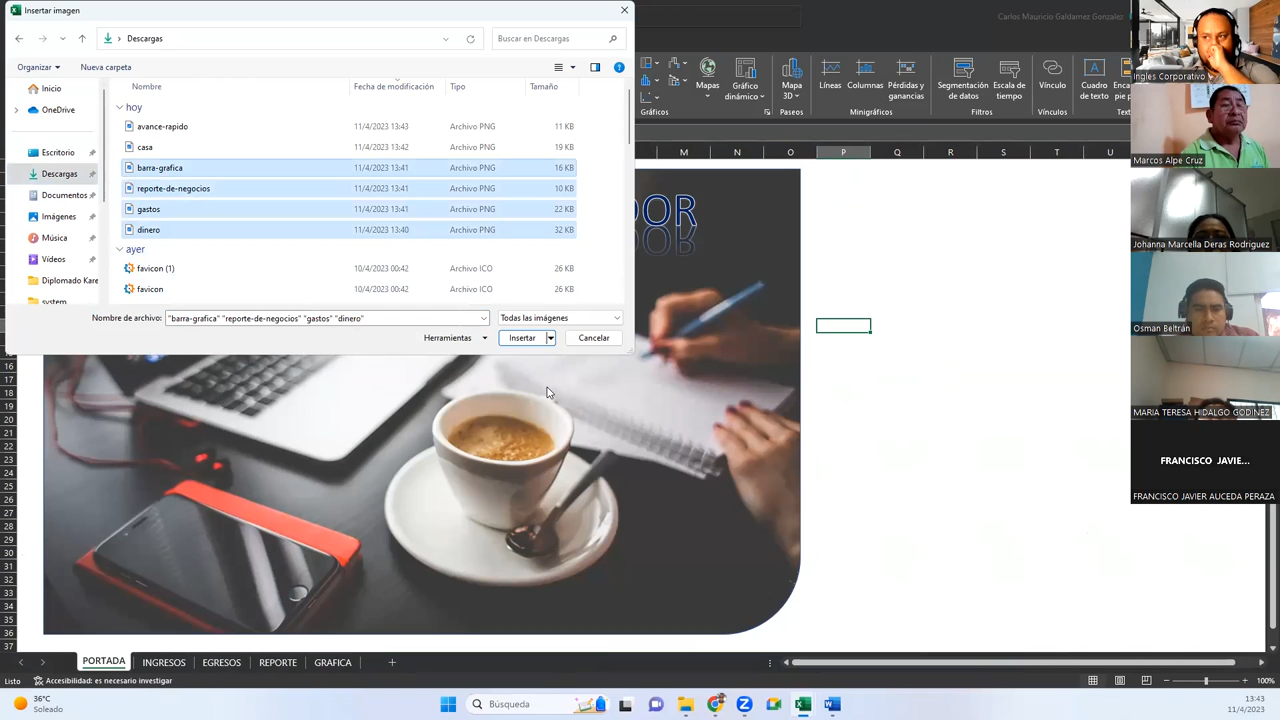 Insertar imagen
Carlos Mauricio Galdamez Gonzalez
Descargas
Buscar en Descargas
Organizar
Nueva carpeta
Nombre
Fecha de modificación
Tipo
Tamaño
Inicio
OneDrive
Escritorio
Descargas
Documentos
Imágenes
Música
Vídeos
Diplomado Kare
system
hoy
avance-rapido 11/4/2023 13:43 Archivo PNG 11 KB
casa 11/4/2023 13:42 Archivo PNG 19 KB
barra-grafica 11/4/2023 13:41 Archivo PNG 16 KB
reporte-de-negocios 11/4/2023 13:41 Archivo PNG 10 KB
gastos 11/4/2023 13:41 Archivo PNG 22 KB
dinero 11/4/2023 13:40 Archivo PNG 32 KB
ayer
favicon (1) 10/4/2023 00:42 Archivo ICO 26 KB
favicon 10/4/2023 00:42 Archivo ICO 26 KB
Nombre de archivo: "barra-grafica" "reporte-de-negocios" "gastos" "dinero"
Todas las imágenes
Herramientas
Insertar
Cancelar
Mapas
Gráfico dinámico
Mapa 3D
Líneas
Columnas
Pérdidas y ganancias
Segmentación de datos
Escala de tiempo
Vínculo
Cuadro de texto
Encab
pie p
Paseos
Minigráficos
Filtros
Vínculos
M N O P Q R S T U
DOR
16
17
18
19
20
21
22
23
24
25
26
27
28
29
30
31
32
33
34
35
36
37
Ingles Corporativo
Marcos Alpe Cruz
Johanna Marcella Deras Rodriguez
Osman Beltrán
MARIA TERESA HIDALGO GODINEZ
FRANCISCO JAVIE...
FRANCISCO JAVIER AUCEDA PERAZA
PORTADA INGRESOS EGRESOS REPORTE GRAFICA
Listo
Accesibilidad: es necesario investigar
100%
36°C
Soleado
Búsqueda
13:43
11/4/2023